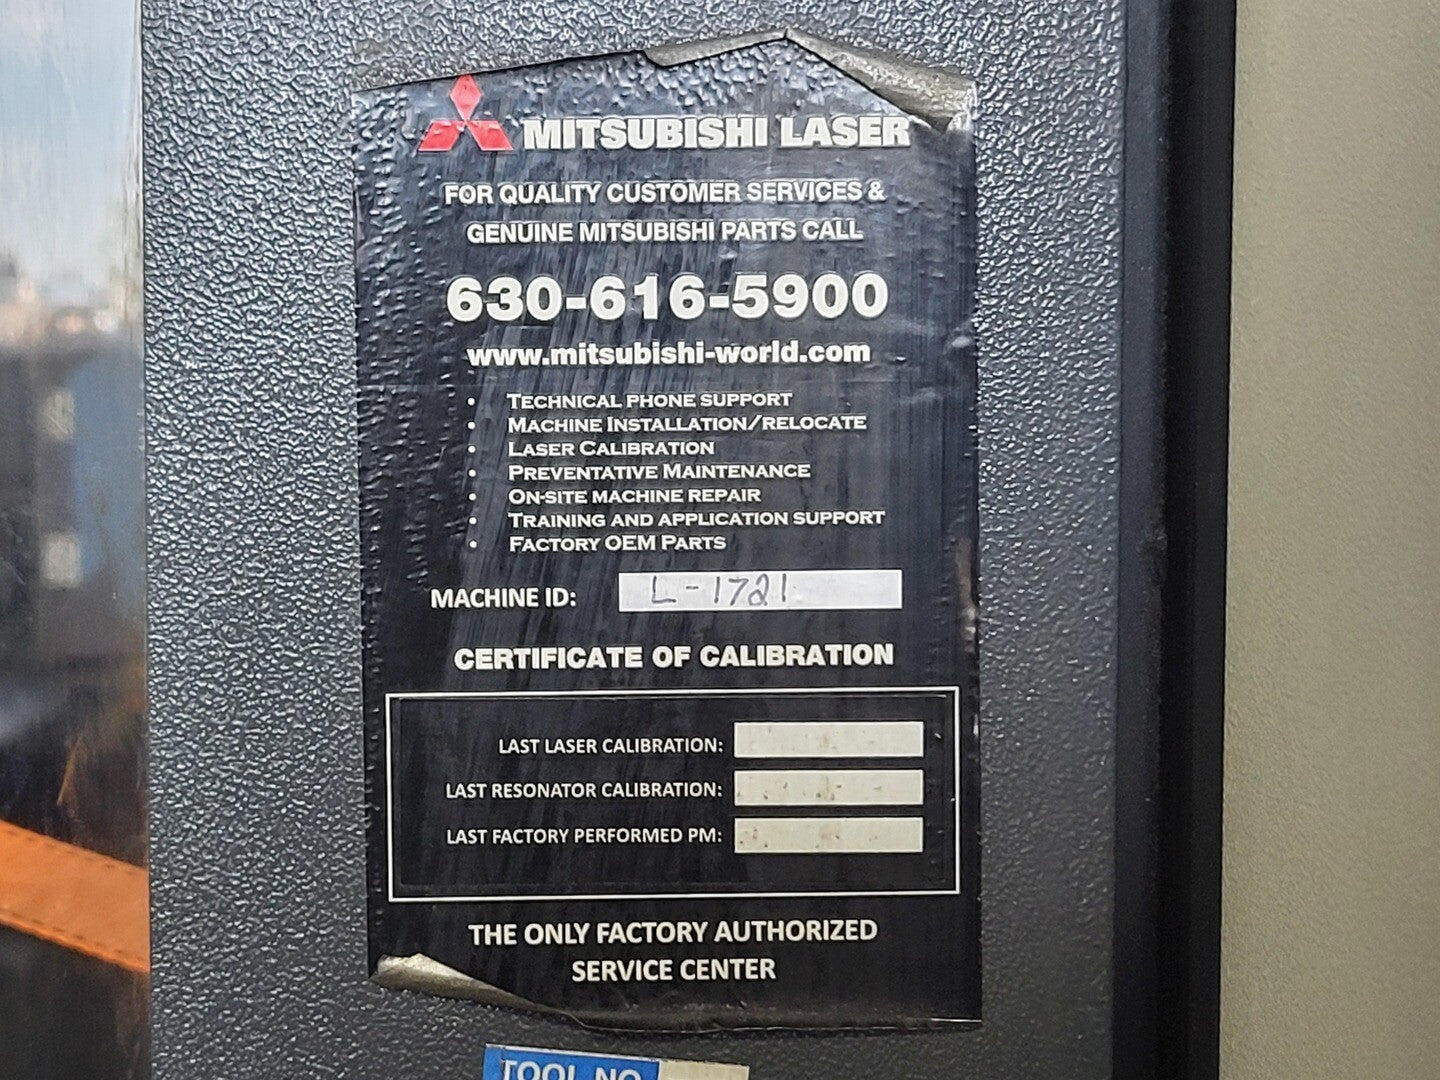 MITSUBISHI LASER
FOR QUALITY CUSTOMER SERVICES &
GENUINE MITSUBISHI PARTS CALL
630-616-5900
www.mitsubishi-world.com
• TECHNICAL PHONE SUPPORT
• MACHINE INSTALLATION/RELOCATE
• LASER CALIBRATION
• PREVENTATIVE MAINTENANCE
• ON-SITE MACHINE REPAIR
• TRAINING AND APPLICATION SUPPORT
• FACTORY OEM PARTS
MACHINE ID: L-1721
CERTIFICATE OF CALIBRATION
LAST LASER CALIBRATION:
LAST RESONATOR CALIBRATION:
LAST FACTORY PERFORMED PM:
THE ONLY FACTORY AUTHORIZED
SERVICE CENTER
TOOL NO